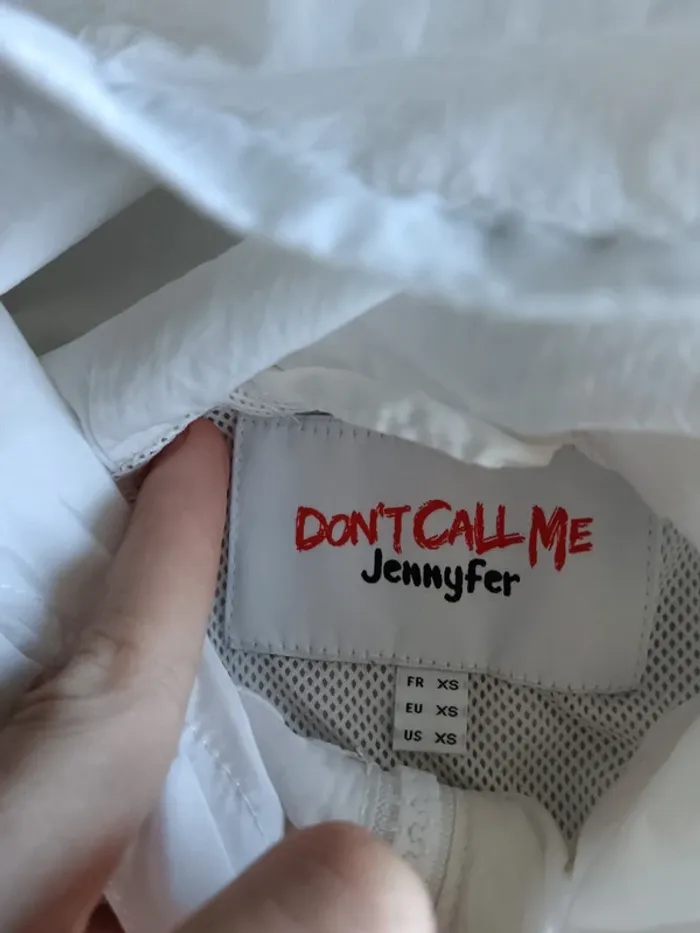 DON'T CALL ME
Jennyfer
FR XS
EU XS
US XS